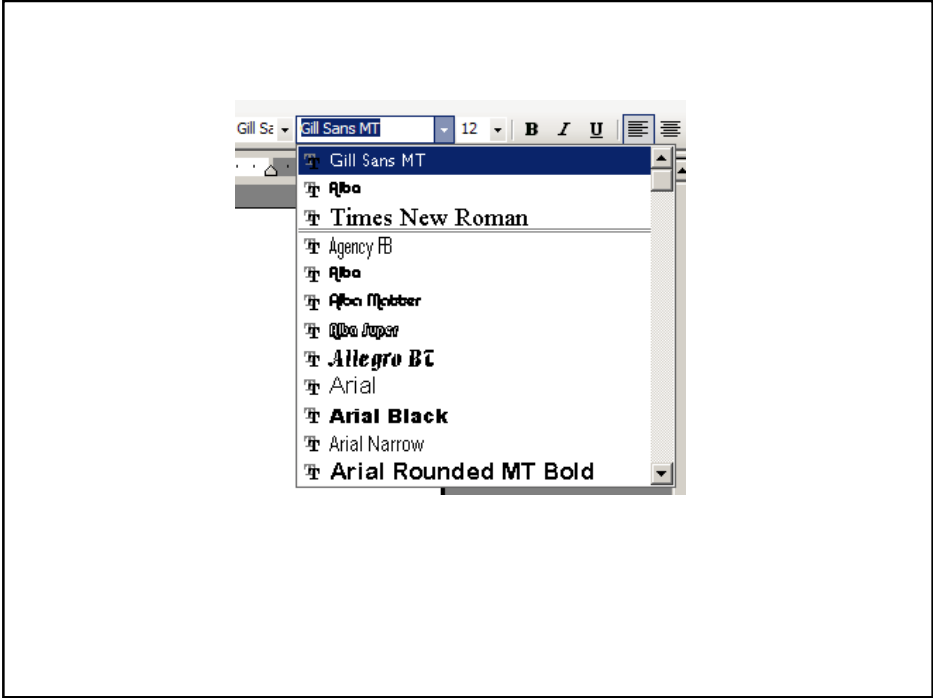 Gill Sa Gill Sans MT 12 B I U
Gill Sans MT
Alba
Times New Roman
Agency FB
Alba
Alba Matter
Alba Super
Allegro BT
Arial
Arial Black
Arial Narrow
Arial Rounded MT Bold